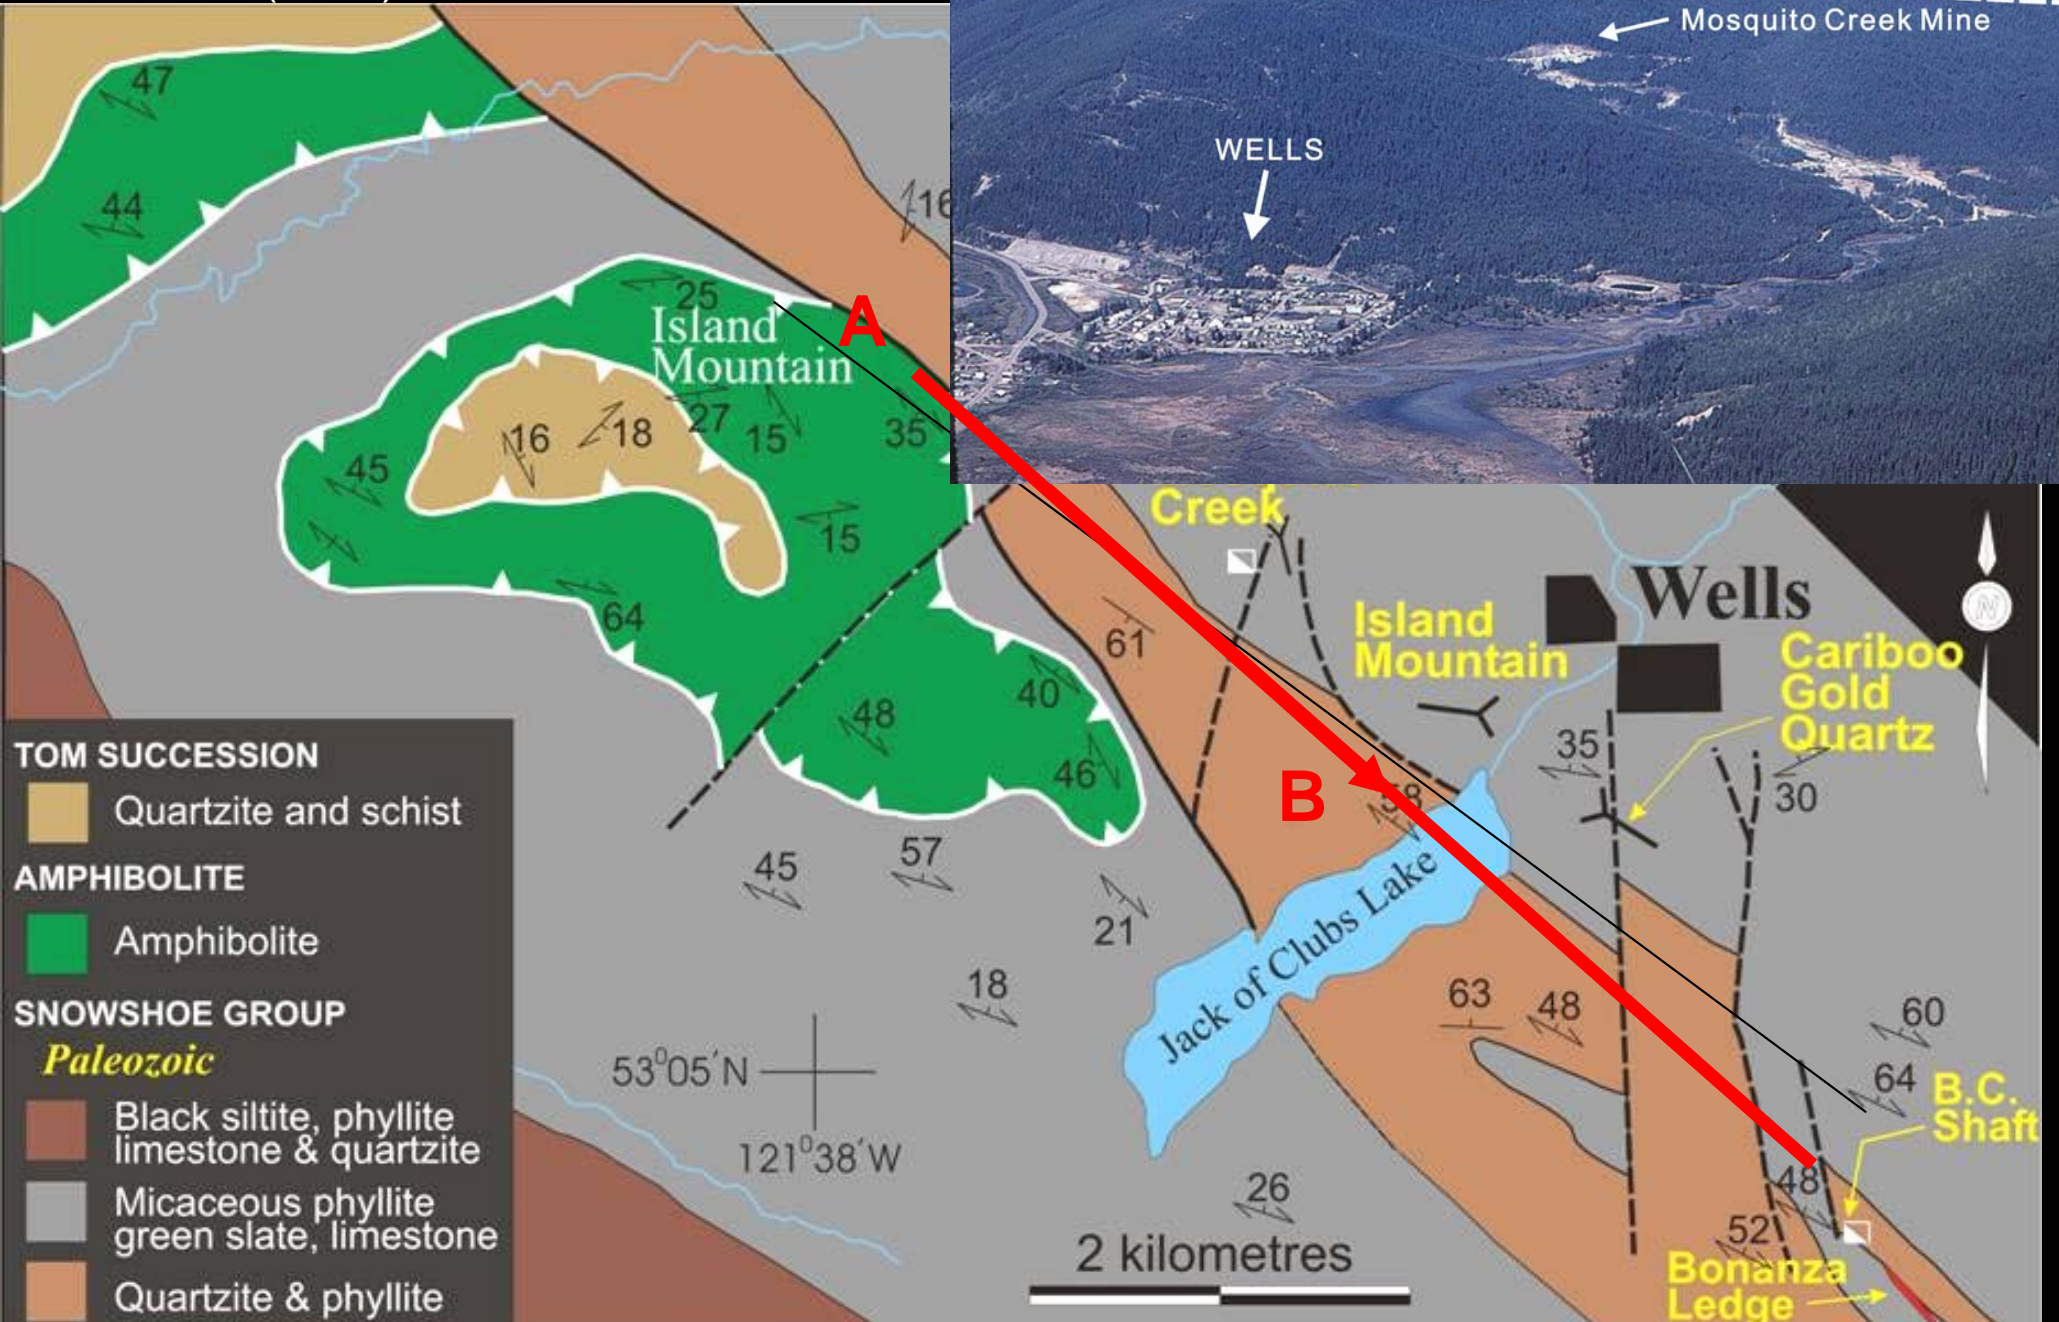 Mosquito Creek Mine
WELLS
47
44
16
25
Island
Mountain
A
27
15
35
16
18
45
15
64
Creek
61
Island
Mountain
Wells
Cariboo
Gold
Quartz
40
48
46
35
30
B
58
45
57
21
18
Jack of Clubs Lake
63
48
60
64
B.C.
Shaft
53°05′N
121°38′W
26
48
52
Bonanza
Ledge
2 kilometres
N
TOM SUCCESSION
Quartzite and schist
AMPHIBOLITE
Amphibolite
SNOWSHOE GROUP
Paleozoic
Black siltite, phyllite
limestone & quartzite
Micaceous phyllite
green slate, limestone
Quartzite & phyllite